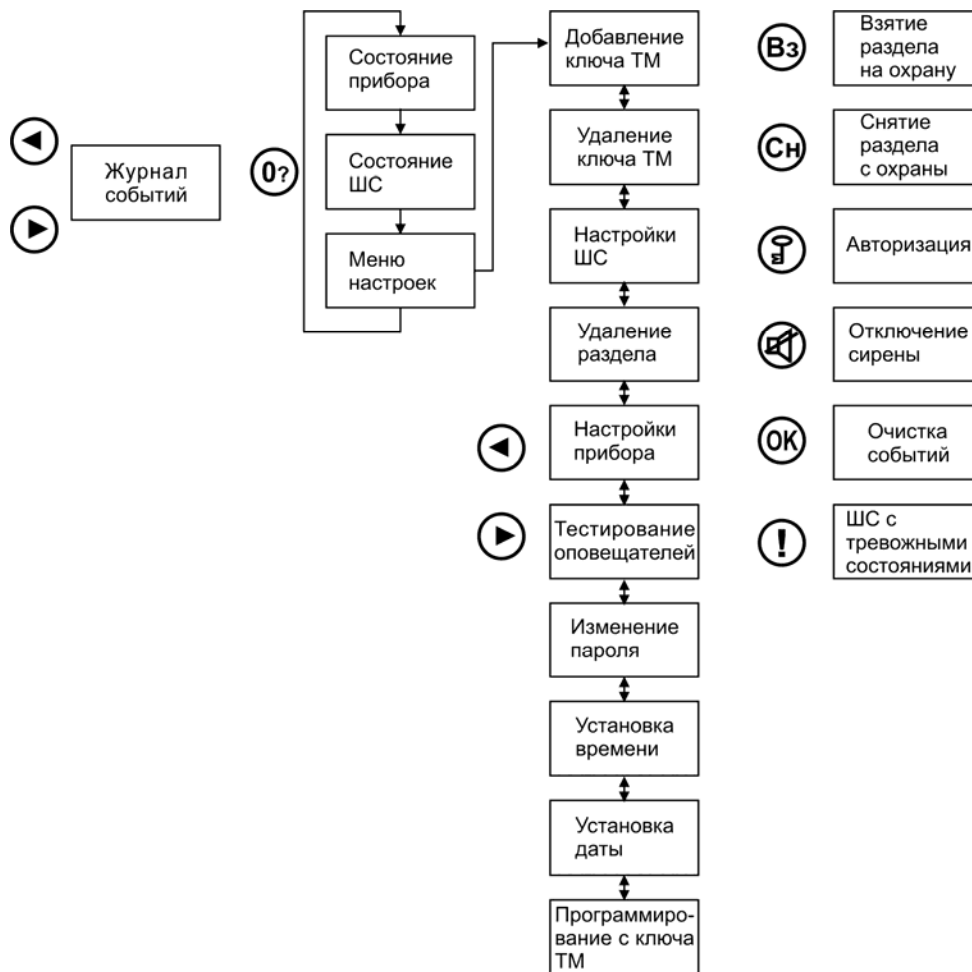 Журнал
событий
0?
Состояние
прибора
Состояние
ШС
Меню
настроек
Добавление
ключа ТМ
Удаление
ключа ТМ
Настройки
ШС
Удаление
раздела
Настройки
прибора
Тестирование
оповещателей
Изменение
пароля
Установка
времени
Установка
даты
Программиро-
вание с ключа
ТМ
Вз
Взятие
раздела
на охрану
Сн
Снятие
раздела
с охраны
Авторизация
Отключение
сирены
ОК
Очистка
событий
!
ШС с
тревожными
состояниями